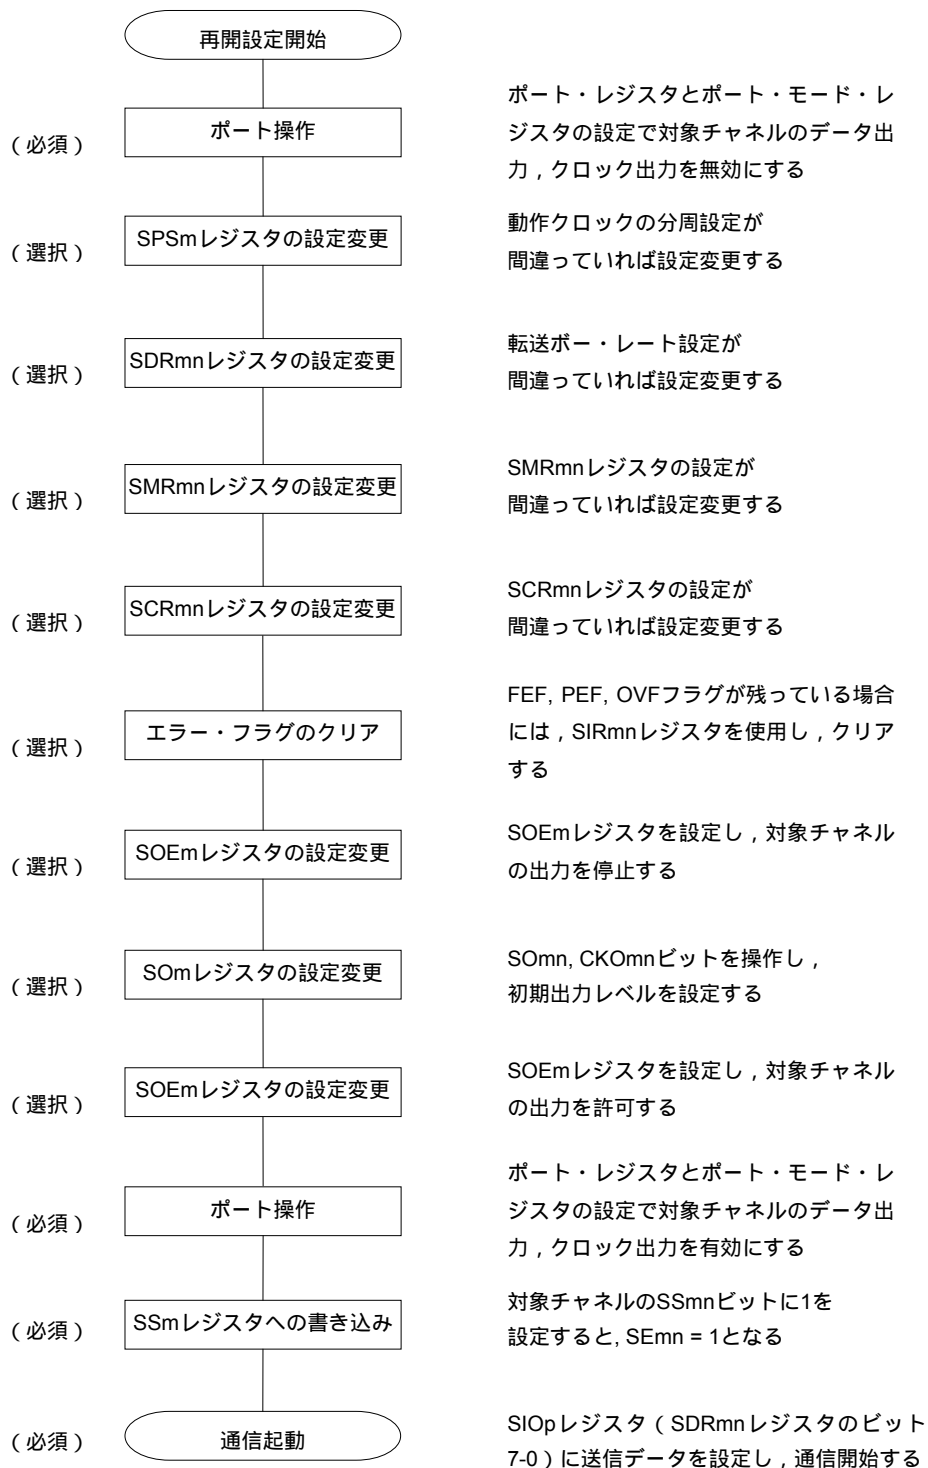 再開設定開始
(必須)
ポート操作
ポート・レジスタとポート・モード・レ
ジスタの設定で対象チャネルのデータ出
力,クロック出力を無効にする
(選択)
SPSmレジスタの設定変更
動作クロックの分周設定が
間違っていれば設定変更する
(選択)
SDRmnレジスタの設定変更
転送ボー・レート設定が
間違っていれば設定変更する
(選択)
SMRmnレジスタの設定変更
SMRmnレジスタの設定が
間違っていれば設定変更する
(選択)
SCRmnレジスタの設定変更
SCRmnレジスタの設定が
間違っていれば設定変更する
(選択)
エラー・フラグのクリア
FEF, PEF, OVFフラグが残っている場合
には,SIRmnレジスタを使用し,クリア
する
(選択)
SOEmレジスタの設定変更
SOEmレジスタを設定し,対象チャネル
の出力を停止する
(選択)
SOmレジスタの設定変更
SOmn, CKOmnビットを操作し,
初期出力レベルを設定する
(選択)
SOEmレジスタの設定変更
SOEmレジスタを設定し,対象チャネル
の出力を許可する
(必須)
ポート操作
ポート・レジスタとポート・モード・レ
ジスタの設定で対象チャネルのデータ出
力,クロック出力を有効にする
(必須)
SSmレジスタへの書き込み
対象チャネルのSSmnビットに1を
設定すると, SEmn = 1となる
(必須)
通信起動
SIOpレジスタ(SDRmnレジスタのビット
7-0)に送信データを設定し,通信開始する